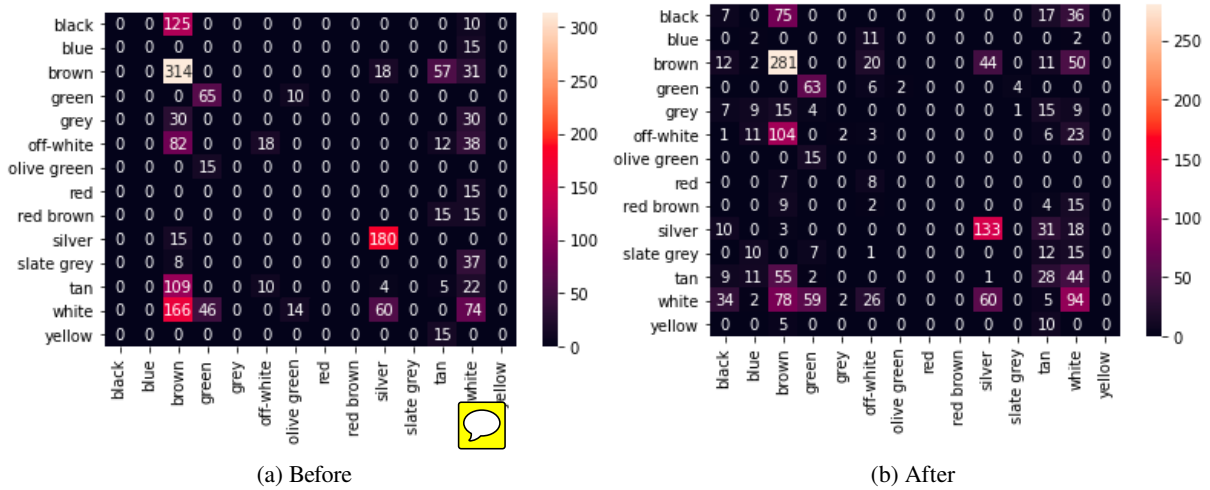 black 0 0 125 0 0 0 0 0 0 0 0 0 10 0
blue 0 0 0 0 0 0 0 0 0 0 0 0 15 0
brown 0 0 314 0 0 0 0 0 0 18 0 57 31 0
green 0 0 0 65 0 0 10 0 0 0 0 0 0 0
grey 0 0 30 0 0 0 0 0 0 0 0 0 30 0
off-white 0 0 82 0 0 18 0 0 0 0 0 12 38 0
olive green 0 0 0 15 0 0 0 0 0 0 0 0 0 0
red 0 0 0 0 0 0 0 0 0 0 0 0 15 0
red brown 0 0 0 0 0 0 0 0 0 0 0 15 15 0
silver 0 0 15 0 0 0 0 0 0 180 0 0 0 0
slate grey 0 0 8 0 0 0 0 0 0 0 0 0 37 0
tan 0 0 109 0 0 10 0 0 0 4 0 5 22 0
white 0 0 166 46 0 0 14 0 0 60 0 0 74 0
yellow 0 0 0 0 0 0 0 0 0 0 0 15 0 0
black blue brown green grey off-white olive green red red brown silver slate grey tan white yellow
300
250
200
150
100
50
0
(a) Before
black 7 0 75 0 0 0 0 0 0 0 0 17 36 0
blue 0 2 0 0 0 11 0 0 0 0 0 0 2 0
brown 12 2 281 0 0 20 0 0 0 44 0 11 50 0
green 0 0 0 63 0 6 2 0 0 0 4 0 0 0
grey 7 9 15 4 0 0 0 0 0 0 1 15 9 0
off-white 1 11 104 0 2 3 0 0 0 0 0 6 23 0
olive green 0 0 0 15 0 0 0 0 0 0 0 0 0 0
red 0 0 7 0 0 8 0 0 0 0 0 0 0 0
red brown 0 0 9 0 0 2 0 0 0 0 0 4 15 0
silver 10 0 3 0 0 0 0 0 0 133 0 31 18 0
slate grey 0 10 0 7 0 1 0 0 0 0 0 12 15 0
tan 9 11 55 2 0 0 0 0 0 1 0 28 44 0
white 34 2 78 59 2 26 0 0 0 60 0 5 94 0
yellow 0 0 5 0 0 0 0 0 0 0 0 10 0 0
black blue brown green grey off-white olive green red red brown silver slate grey tan white yellow
250
200
150
100
50
0
(b) After